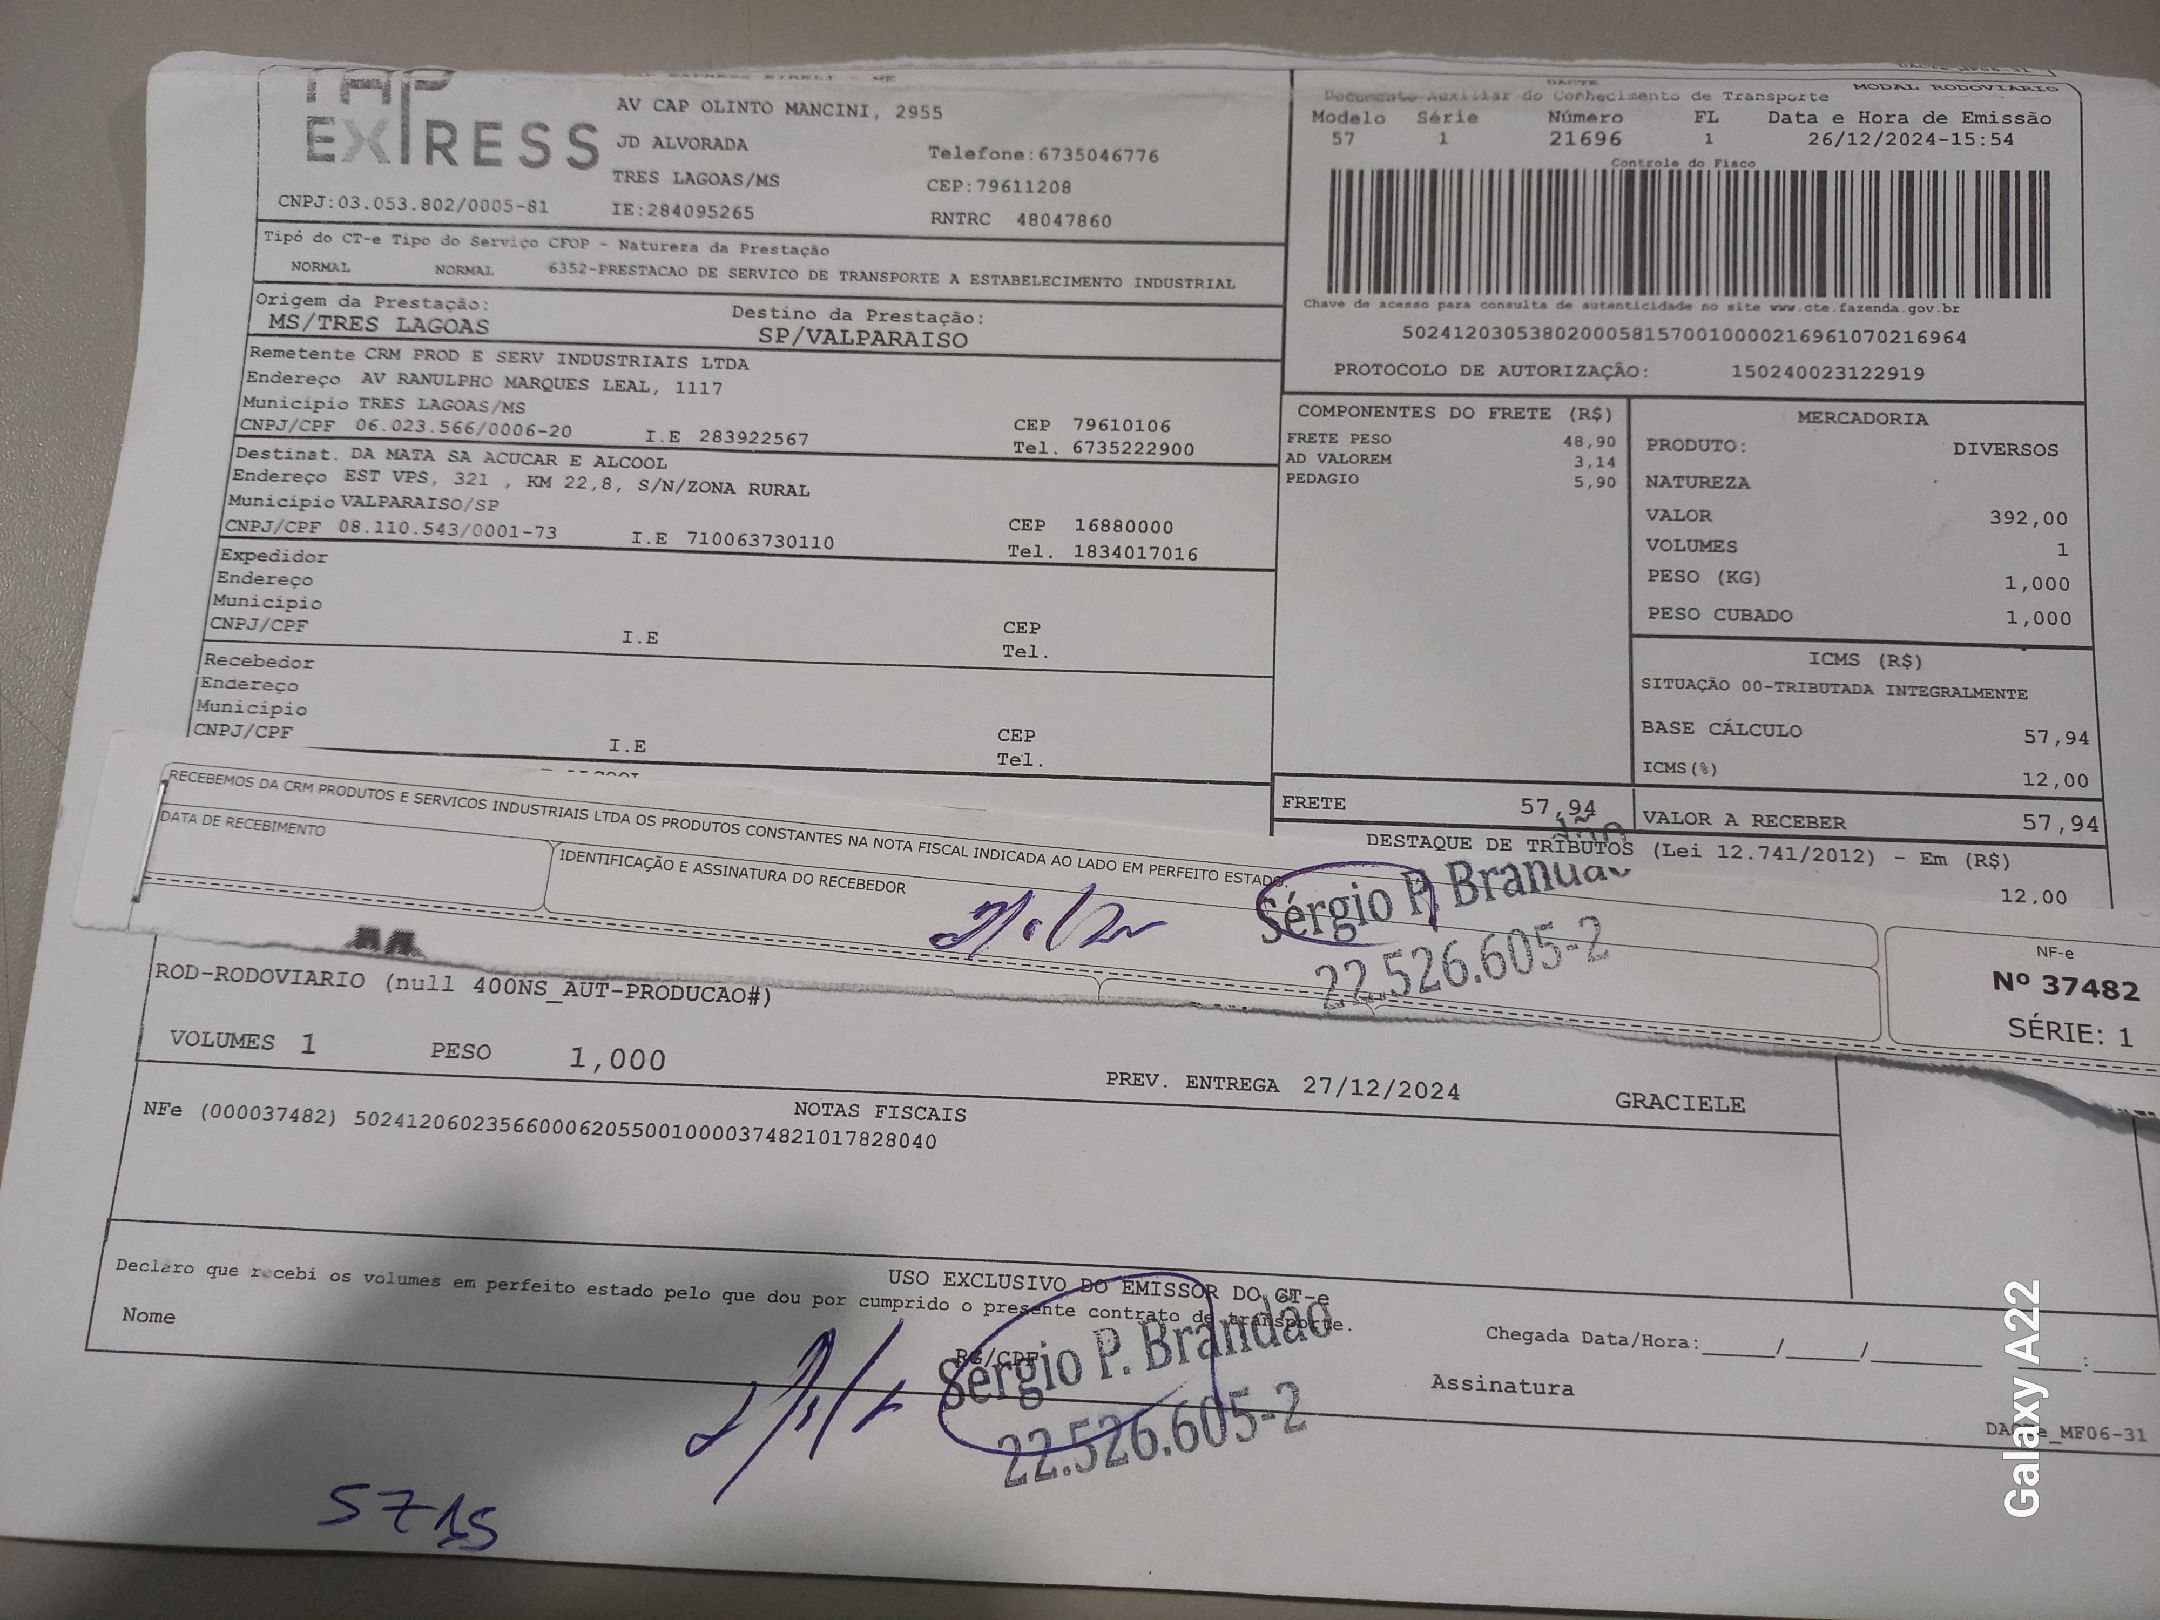 TAP
EXPRESS
AV CAP OLINTO MANCINI, 2955
JD ALVORADA
Telefone:6735046776
TRES LAGOAS/MS
CEP:79611208
CNPJ:03.053.802/0005-81
IE:284095265
RNTRC 48047860
DACTE
MODAL RODOVIÁRIO
Documento Auxiliar do Conhecimento de Transporte
Modelo Série Número FL Data e Hora de Emissão
57 1 21696 1 26/12/2024-15:54
Controle do Fisco
Chave de acesso para consulta de autenticidade no site www.cte.fazenda.gov.br
50241203053802000581570010000216961070216964
PROTOCOLO DE AUTORIZAÇÃO: 150240023122919
Tipo do CT-e Tipo do Serviço CFOP - Natureza da Prestação
NORMAL NORMAL 6352-PRESTACAO DE SERVICO DE TRANSPORTE A ESTABELECIMENTO INDUSTRIAL
Origem da Prestação: Destino da Prestação:
MS/TRES LAGOAS SP/VALPARAISO
Remetente CRM PROD E SERV INDUSTRIAIS LTDA
Endereço AV RANULPHO MARQUES LEAL, 1117
Município TRES LAGOAS/MS CEP 79610106
CNPJ/CPF 06.023.566/0006-20 I.E 283922567 Tel. 6735222900
Destinat. DA MATA SA ACUCAR E ALCOOL
Endereço EST VPS, 321 , KM 22,8, S/N/ZONA RURAL
Município VALPARAISO/SP CEP 16880000
CNPJ/CPF 08.110.543/0001-73 I.E 710063730110 Tel. 1834017016
Expedidor
Endereço
Município CEP
CNPJ/CPF I.E Tel.
Recebedor
Endereço
Município CEP
CNPJ/CPF I.E Tel.
COMPONENTES DO FRETE (R$)
FRETE PESO 48,90
AD VALOREM 3,14
PEDAGIO 5,90
MERCADORIA
PRODUTO: DIVERSOS
NATUREZA
VALOR 392,00
VOLUMES 1
PESO (KG) 1,000
PESO CUBADO 1,000
ICMS (R$)
SITUAÇÃO 00-TRIBUTADA INTEGRALMENTE
BASE CÁLCULO 57,94
ICMS(%) 12,00
FRETE 57,94 VALOR A RECEBER 57,94
DESTAQUE DE TRIBUTOS (Lei 12.741/2012) - Em (R$)
12.00
RECEBEMOS DA CRM PRODUTOS E SERVICOS INDUSTRIAIS LTDA OS PRODUTOS CONSTANTES NA NOTA FISCAL INDICADA AO LADO EM PERFEITO ESTADO.
DATA DE RECEBIMENTO
IDENTIFICAÇÃO E ASSINATURA DO RECEBEDOR
Sérgio P. Brandão
22.526.605-2
NF-e
Nº 37482
SÉRIE: 1
ROD-RODOVIARIO (null 400NS_AUT-PRODUCAO#)
VOLUMES 1 PESO 1,000 PREV. ENTREGA 27/12/2024 GRACIELE
NOTAS FISCAIS
NFe (000037482) 50241206023566000620550010000374821017828040
USO EXCLUSIVO DO EMISSOR DO CT-e
Declaro que recebi os volumes em perfeito estado pelo que dou por cumprido o presente contrato de transporte.
Nome RG/CPF Chegada Data/Hora:_____/_____/________ _____:_____
Assinatura
Sérgio P. Brandão
22.526.605-2
DACTe_MF06-31
5715
Galaxy A22